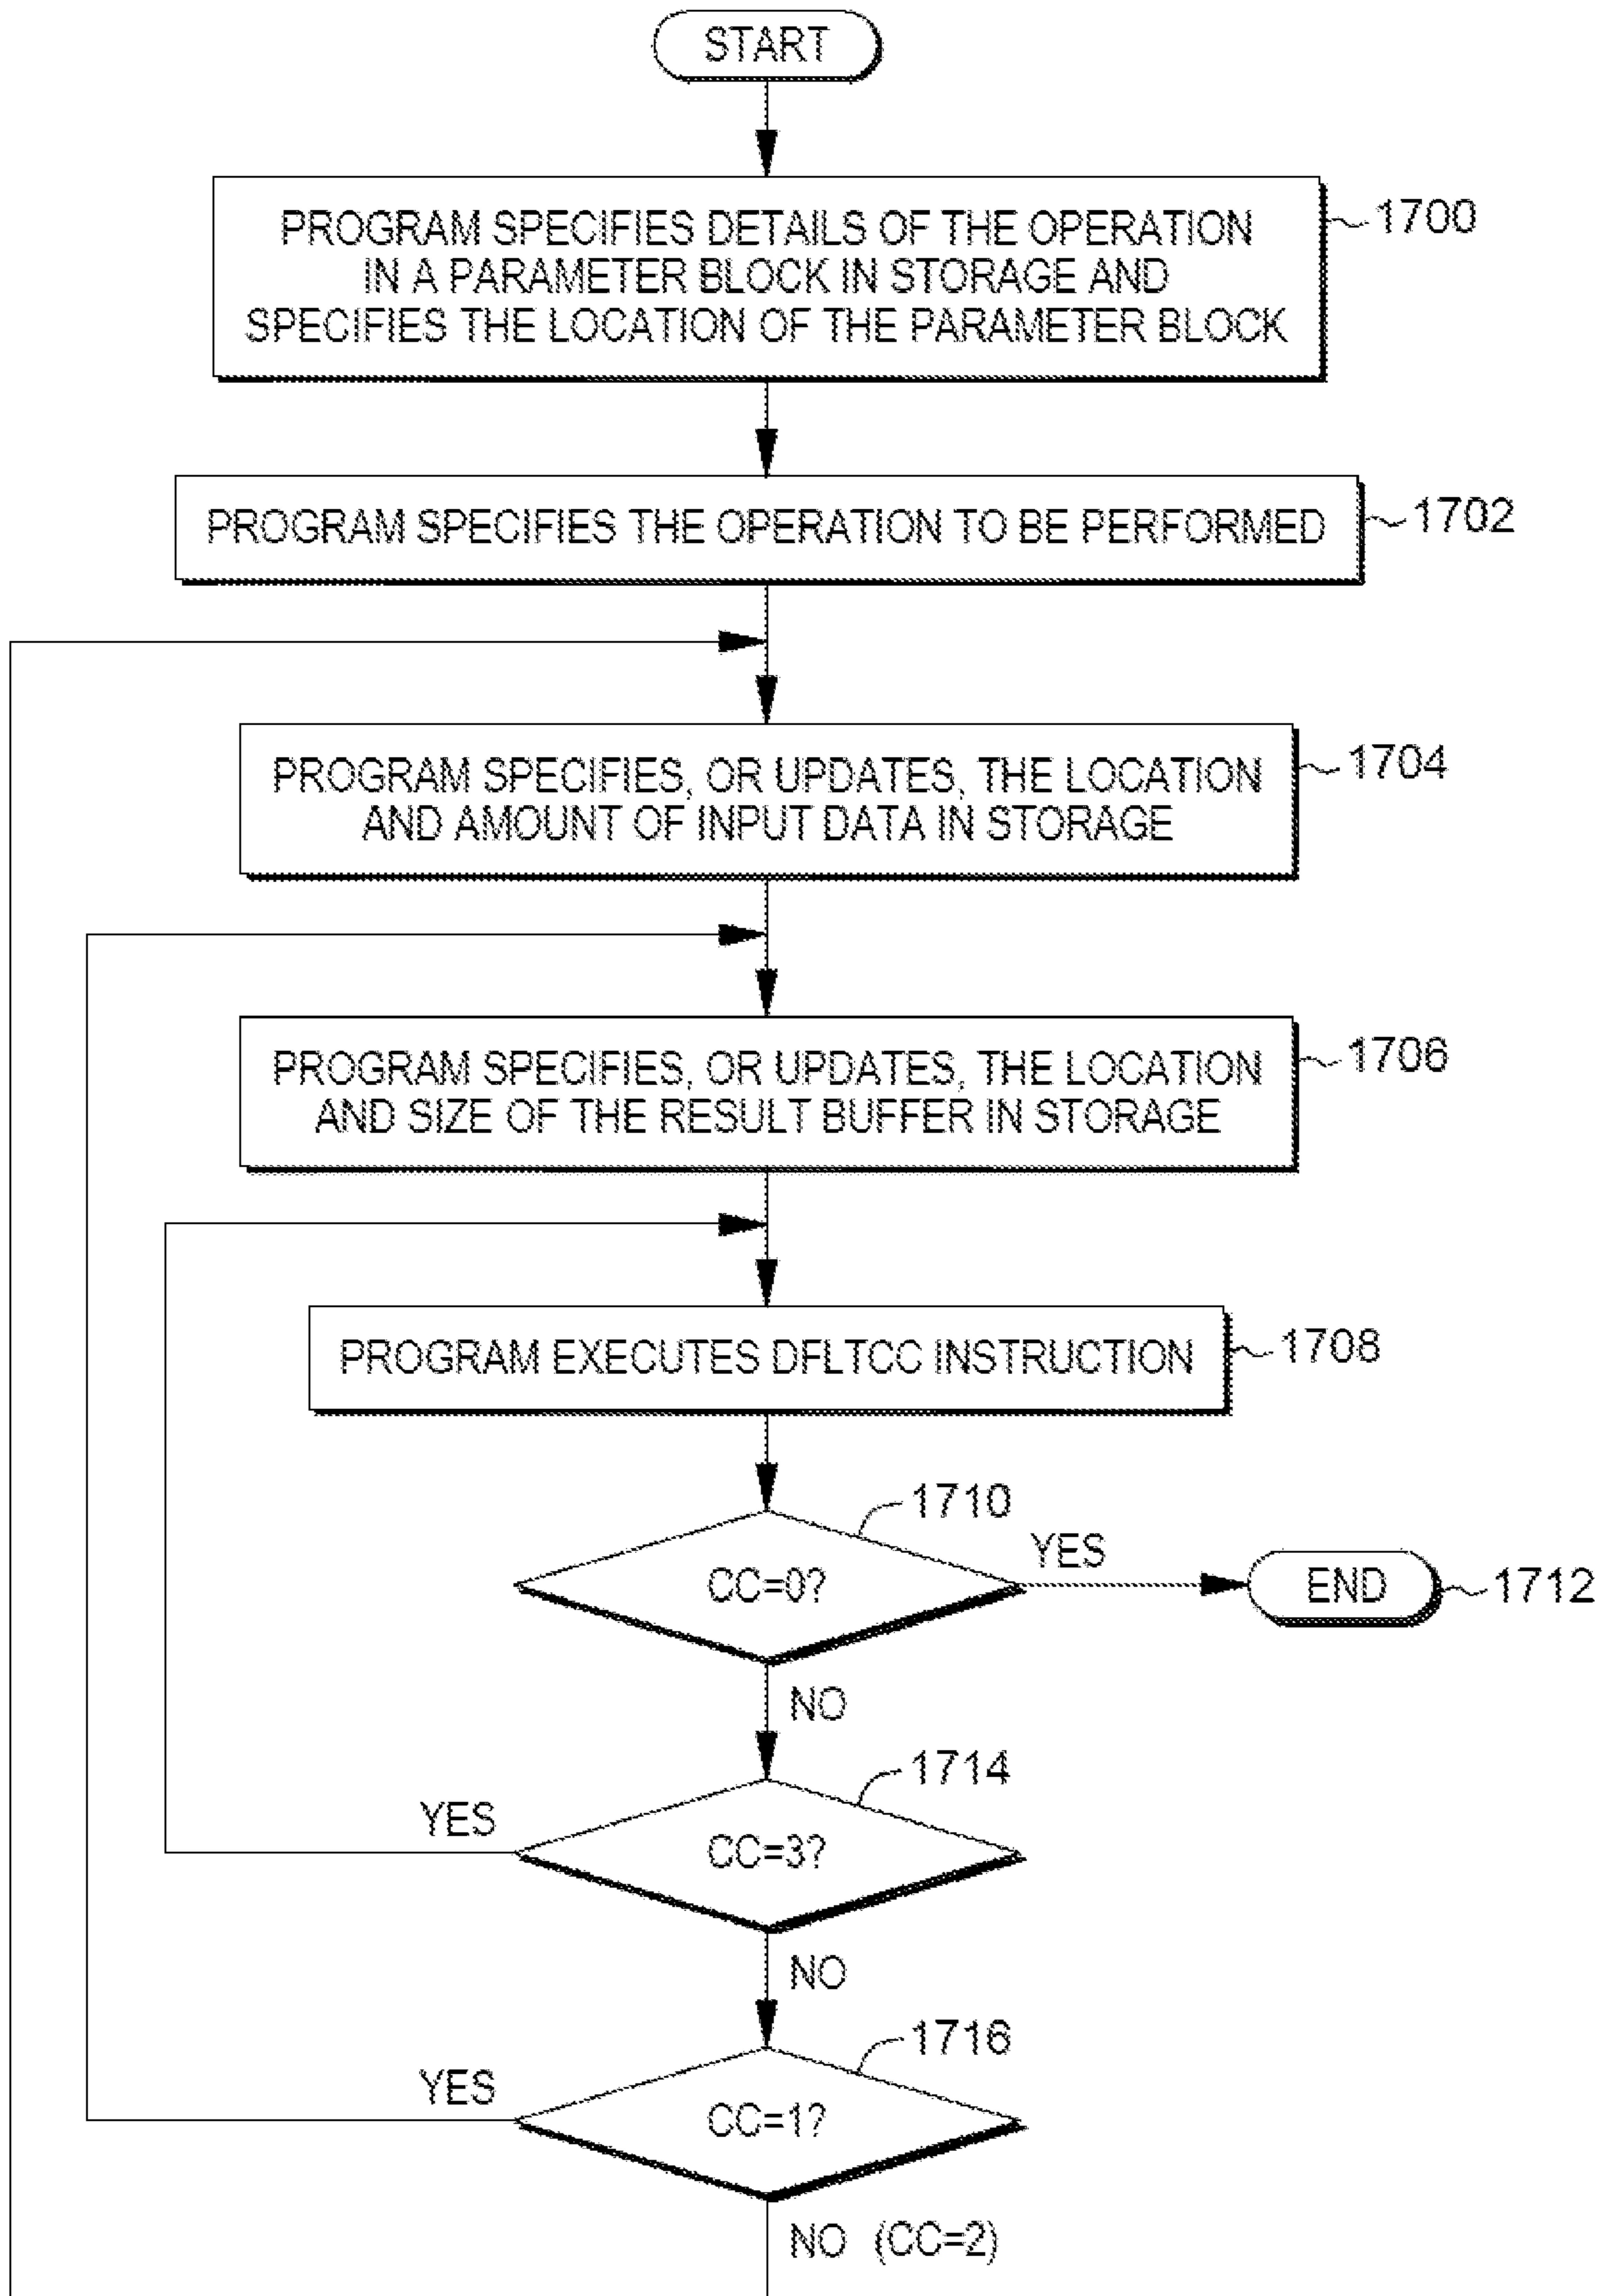 START
PROGRAM SPECIFIES DETAILS OF THE OPERATION
IN A PARAMETER BLOCK IN STORAGE AND
SPECIFIES THE LOCATION OF THE PARAMETER BLOCK
1700
PROGRAM SPECIFIES THE OPERATION TO BE PERFORMED
1702
PROGRAM SPECIFIES, OR UPDATES, THE LOCATION
AND AMOUNT OF INPUT DATA IN STORAGE
1704
PROGRAM SPECIFIES, OR UPDATES, THE LOCATION
AND SIZE OF THE RESULT BUFFER IN STORAGE
1706
PROGRAM EXECUTES DFLTCC INSTRUCTION
1708
1710
CC=0?
YES
END
1712
NO
1714
YES
CC=3?
NO
1716
YES
CC=1?
NO (CC=2)